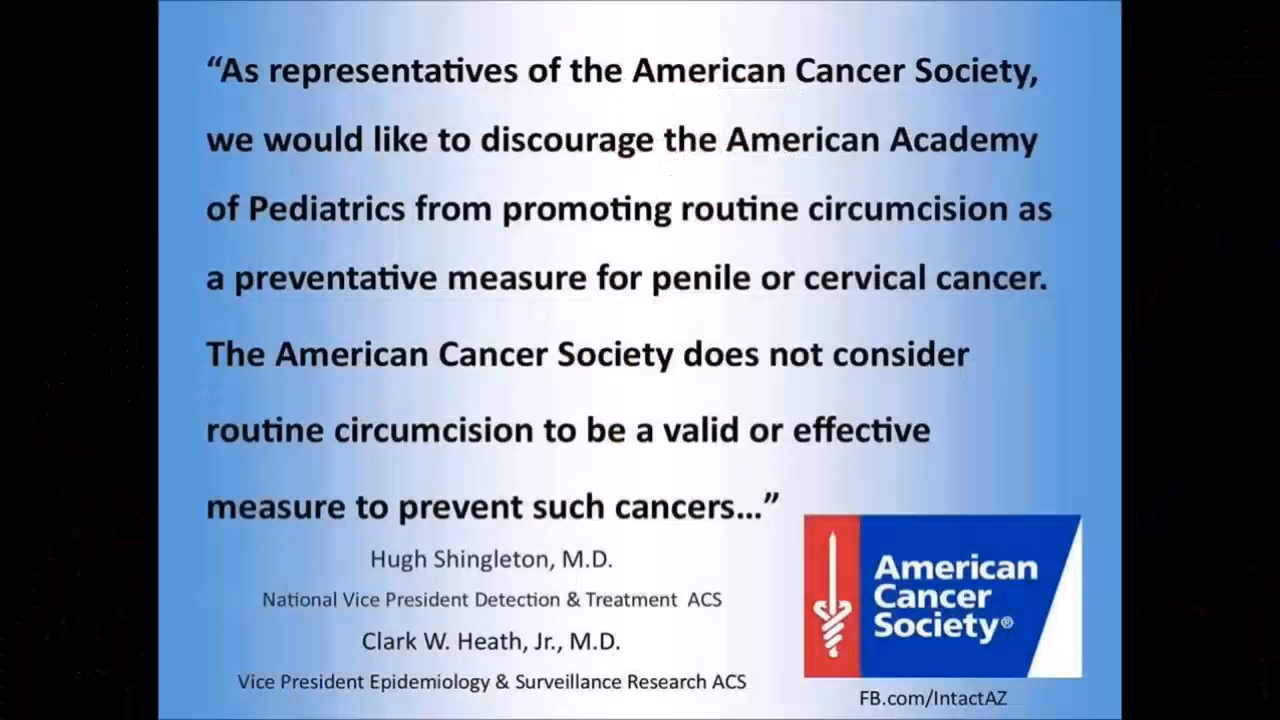 “As representatives of the American Cancer Society,
we would like to discourage the American Academy
of Pediatrics from promoting routine circumcision as
a preventative measure for penile or cervical cancer.
The American Cancer Society does not consider
routine circumcision to be a valid or effective
measure to prevent such cancers…”
Hugh Shingleton, M.D.
National Vice President Detection & Treatment ACS
Clark W. Heath, Jr., M.D.
Vice President Epidemiology & Surveillance Research ACS
American
Cancer
Society®
FB.com/IntactAZ